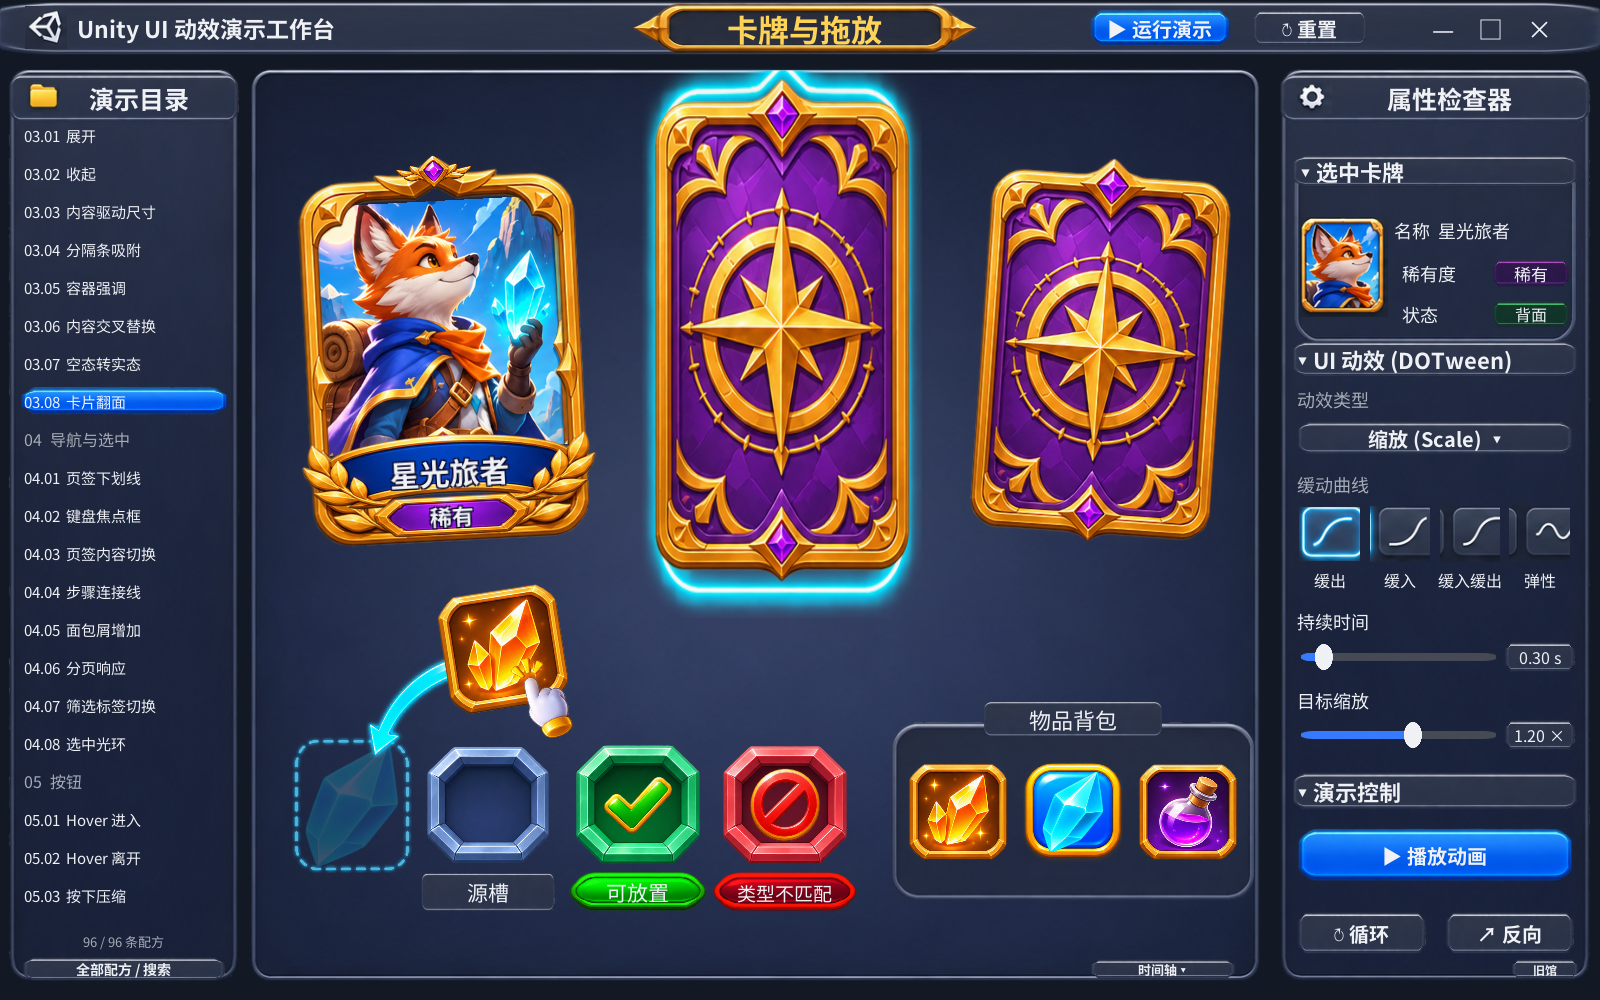 Unity UI 动效演示工作台
卡牌与拖放
▶ 运行演示
↻ 重置
演示目录
03.01 展开
03.02 收起
03.03 内容驱动尺寸
03.04 分隔条吸附
03.05 容器强调
03.06 内容交叉替换
03.07 空态转实态
03.08 卡片翻面
04 导航与选中
04.01 页签下划线
04.02 键盘焦点框
04.03 页签内容切换
04.04 步骤连接线
04.05 面包屑增加
04.06 分页响应
04.07 筛选标签切换
04.08 选中光环
05 按钮
05.01 Hover 进入
05.02 Hover 离开
05.03 按下压缩
96 / 96 条配方
全部配方 / 搜索
星光旅者
稀有
源槽
可放置
类型不匹配
物品背包
时间轴 ▾
属性检查器
▾ 选中卡牌
名称 星光旅者
稀有度 稀有
状态 背面
▾ UI 动效 (DOTween)
动效类型
缩放 (Scale) ▾
缓动曲线
缓出 缓入 缓入缓出 弹性
持续时间
0.30 s
目标缩放
1.20 ×
▾ 演示控制
▶ 播放动画
↻ 循环
↗ 反向
旧馆